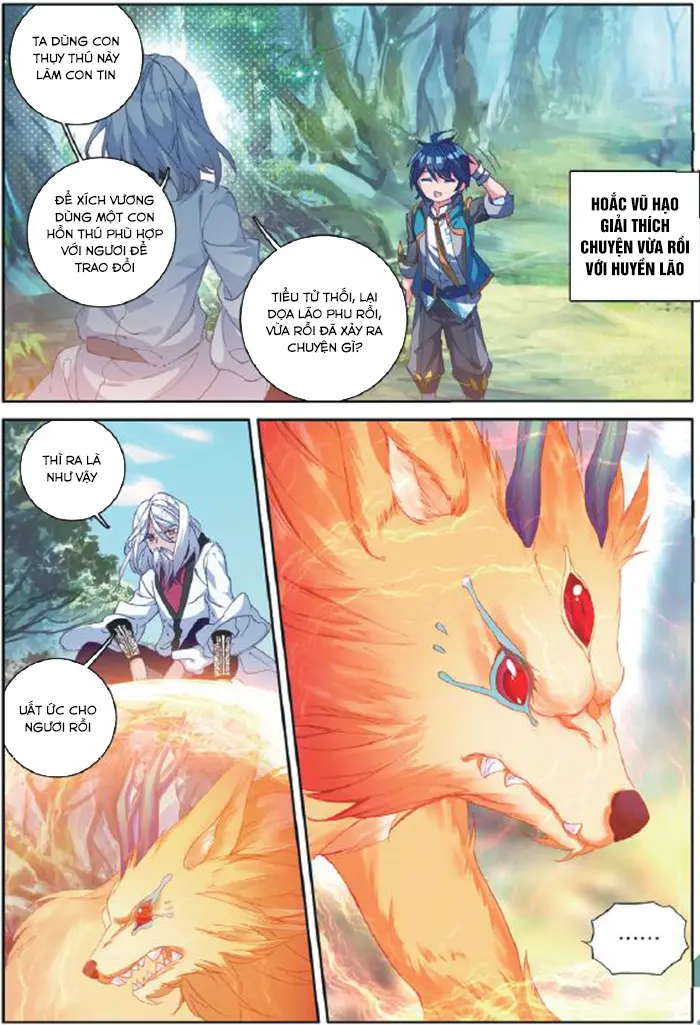 TA DÙNG CON
THỤY THÚ NÀY
LÀM CON TIN
ĐỂ XÍCH VƯƠNG
DÙNG MỘT CON
HỒN THÚ PHÙ HỢP
VỚI NGƯƠI ĐỂ
TRAO ĐỔI
TIỂU TỬ THỐI, LẠI
DỌA LÃO PHU RỒI,
VỪA RỒI ĐÃ XẢY RA
CHUYỆN GÌ?
HOẮC VŨ HẠO
GIẢI THÍCH
CHUYỆN VỪA RỒI
VỚI HUYỀN LÃO
THÌ RA LÀ
NHƯ VẬY
UẤT ỨC CHO
NGƯƠI RỒI
......